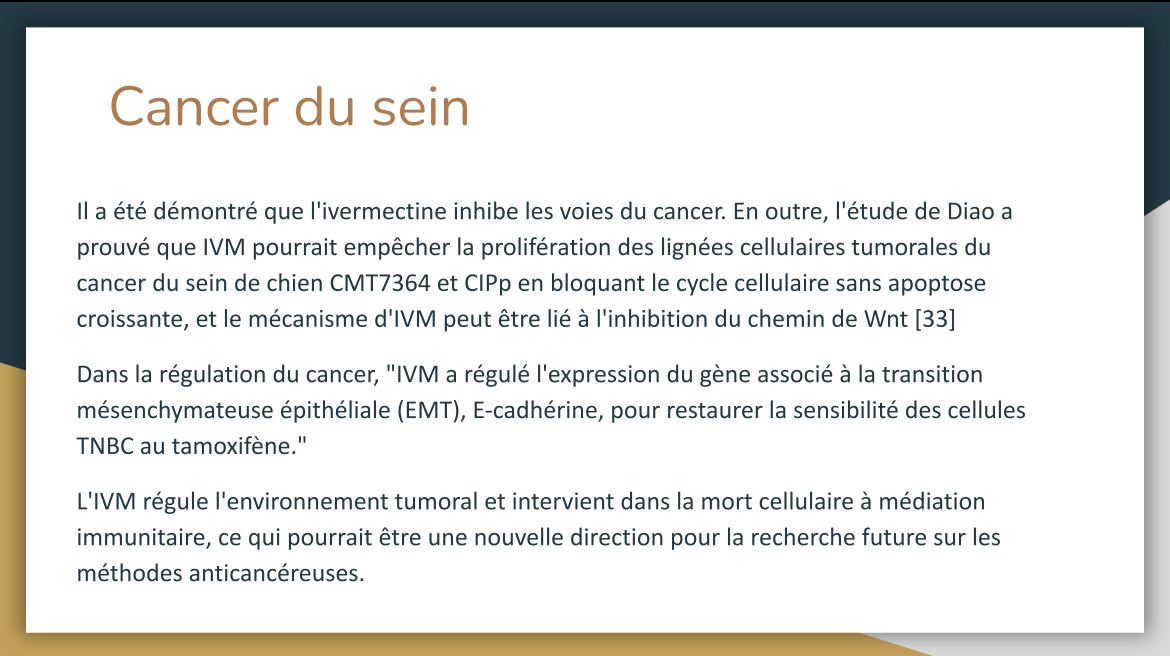 Cancer du sein
Il a été démontré que l'ivermectine inhibe les voies du cancer. En outre, l'étude de Diao a
prouvé que IVM pourrait empêcher la prolifération des lignées cellulaires tumorales du
cancer du sein de chien CMT7364 et CIPp en bloquant le cycle cellulaire sans apoptose
croissante, et le mécanisme d'IVM peut être lié à l'inhibition du chemin de Wnt [33]
Dans la régulation du cancer, "IVM a régulé l'expression du gène associé à la transition
mésenchymateuse épithéliale (EMT), E-cadhérine, pour restaurer la sensibilité des cellules
TNBC au tamoxifène."
L'IVM régule l'environnement tumoral et intervient dans la mort cellulaire à médiation
immunitaire, ce qui pourrait être une nouvelle direction pour la recherche future sur les
méthodes anticancéreuses.